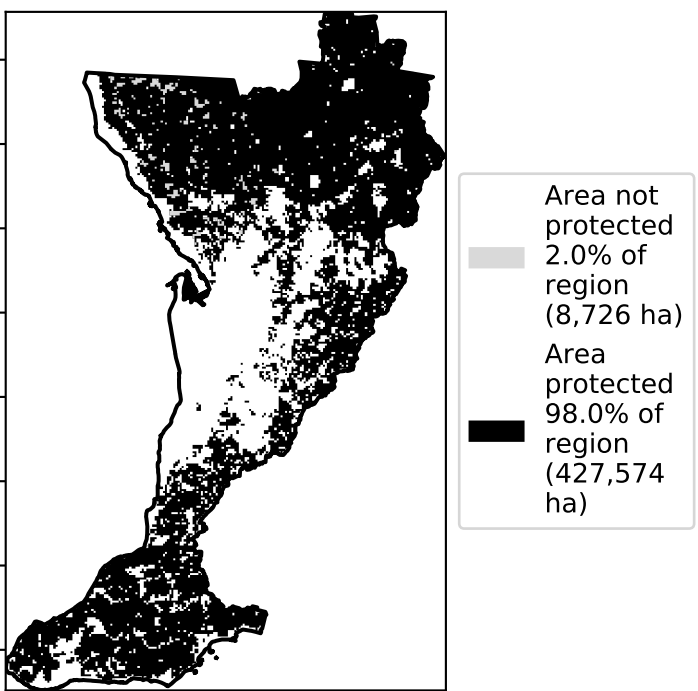 Area not
protected
2.0% of
region
(8,726 ha)
Area
protected
98.0% of
region
(427,574
ha)